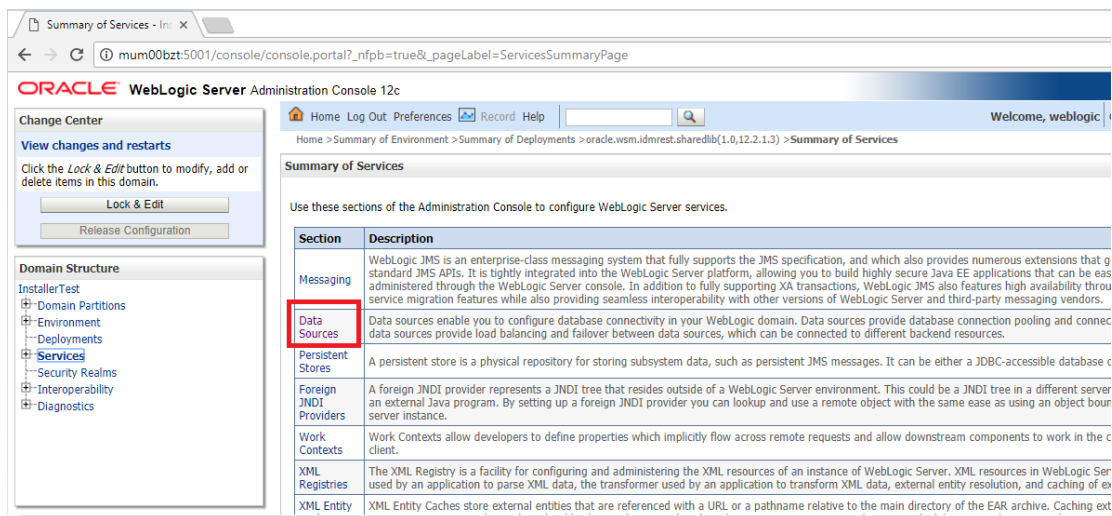 Summary of Services - Ins
mum00bzt:5001/console/console.portal?_nfpb=true&_pageLabel=ServicesSummaryPage
ORACLE WebLogic Server Administration Console 12c
Change Center
View changes and restarts
Click the Lock & Edit button to modify, add or
delete items in this domain.
Lock & Edit
Release Configuration
Domain Structure
InstallerTest
Domain Partitions
Environment
Deployments
Services
Security Realms
Interoperability
Diagnostics
Home Log Out Preferences Record Help
Welcome, weblogic
Home >Summary of Environment >Summary of Deployments >oracle.wsm.idmrest.sharedlib(1.0,12.2.1.3) >Summary of Services
Summary of Services
Use these sections of the Administration Console to configure WebLogic Server services.
Section Description
Messaging
WebLogic JMS is an enterprise-class messaging system that fully supports the JMS specification, and which also provides numerous extensions that g
standard JMS APIs. It is tightly integrated into the WebLogic Server platform, allowing you to build highly secure Java EE applications that can be eas
administered through the WebLogic Server console. In addition to fully supporting XA transactions, WebLogic JMS also features high availability throu
service migration features while also providing seamless interoperability with other versions of WebLogic Server and third-party messaging vendors.
Data
Sources
Data sources enable you to configure database connectivity in your WebLogic domain. Data sources provide database connection pooling and connec
data sources provide load balancing and failover between data sources, which can be connected to different backend resources.
Persistent
Stores
A persistent store is a physical repository for storing subsystem data, such as persistent JMS messages. It can be either a JDBC-accessible database o
Foreign
JNDI
Providers
A foreign JNDI provider represents a JNDI tree that resides outside of a WebLogic Server environment. This could be a JNDI tree in a different server
an external Java program. By setting up a foreign JNDI provider you can lookup and use a remote object with the same ease as using an object boun
server instance.
Work
Contexts
Work Contexts allow developers to define properties which implicitly flow across remote requests and allow downstream components to work in the c
client.
XML
Registries
The XML Registry is a facility for configuring and administering the XML resources of an instance of WebLogic Server. XML resources in WebLogic Ser
used by an application to parse XML data, the transformer used by an application to transform XML data, external entity resolution, and caching of ex
XML Entity
XML Entity Caches store external entities that are referenced with a URL or a pathname relative to the main directory of the EAR archive. Caching ext